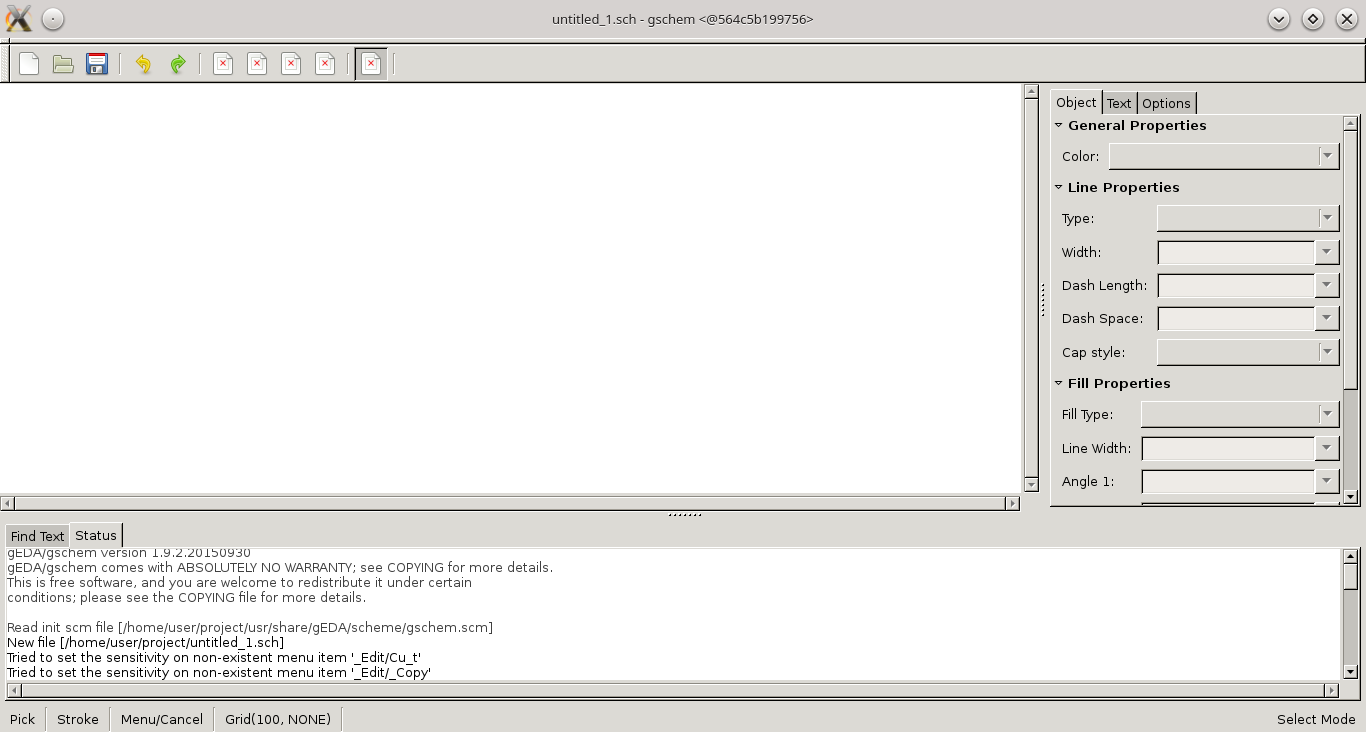 untitled_1.sch - gschem <@564c5b199756>
Object Text Options
General Properties
Color:
Line Properties
Type:
Width:
Dash Length:
Dash Space:
Cap style:
Fill Properties
Fill Type:
Line Width:
Angle 1:
Find Text Status
gEDA/gschem version 1.9.2.20150930
gEDA/gschem comes with ABSOLUTELY NO WARRANTY; see COPYING for more details.
This is free software, and you are welcome to redistribute it under certain
conditions; please see the COPYING file for more details.
Read init scm file [/home/user/project/usr/share/gEDA/scheme/gschem.scm]
New file [/home/user/project/untitled_1.sch]
Tried to set the sensitivity on non-existent menu item '_Edit/Cu_t'
Tried to set the sensitivity on non-existent menu item '_Edit/_Copy'
Pick Stroke Menu/Cancel Grid(100, NONE) Select Mode